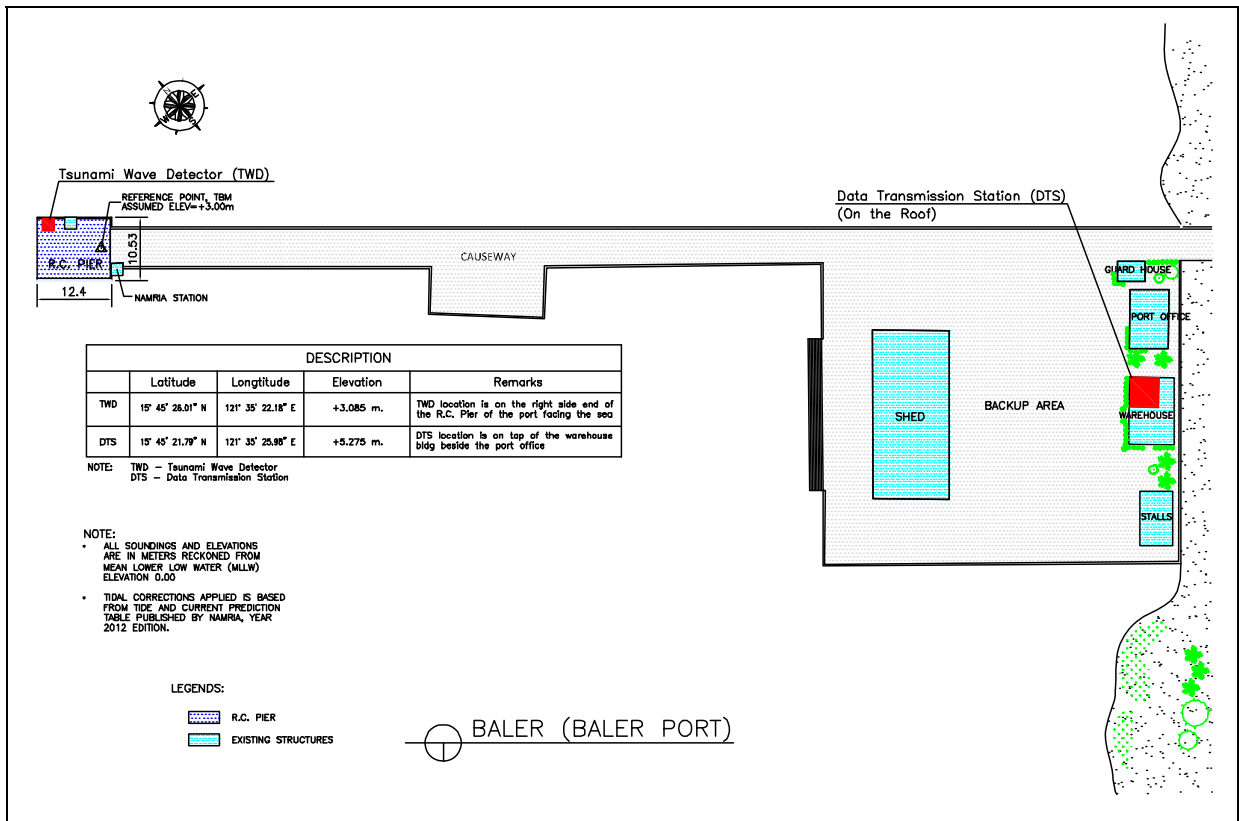 N
E
W
S
Tsunami Wave Detector (TWD)
REFERENCE POINT, TBM
ASSUMED ELEV=+3.00m
10.53
R.C. PIER
12.4
NAMRIA STATION
CAUSEWAY
Data Transmission Station (DTS)
(On the Roof)
GUARD HOUSE
PORT OFFICE
WAREHOUSE
STALLS
SHED
BACKUP AREA
DESCRIPTION
Latitude Longtitude Elevation Remarks
TWD 15° 45' 26.01" N 121° 35' 22.18" E +3.085 m. TWD location is on the right side end of
the R.C. Pier of the port facing the sea
DTS 15° 45' 21.79" N 121° 35' 25.98" E +5.275 m. DTS location is on top of the warehouse
bldg beside the port office
NOTE: TWD – Tsunami Wave Detector
DTS – Data Transmission Station
NOTE:
• ALL SOUNDINGS AND ELEVATIONS
ARE IN METERS RECKONED FROM
MEAN LOWER LOW WATER (MLLW)
ELEVATION 0.00
• TIDAL CORRECTIONS APPLIED IS BASED
FROM TIDE AND CURRENT PREDICTION
TABLE PUBLISHED BY NAMRIA, YEAR
2012 EDITION.
LEGENDS:
R.C. PIER
EXISTING STRUCTURES
BALER (BALER PORT)